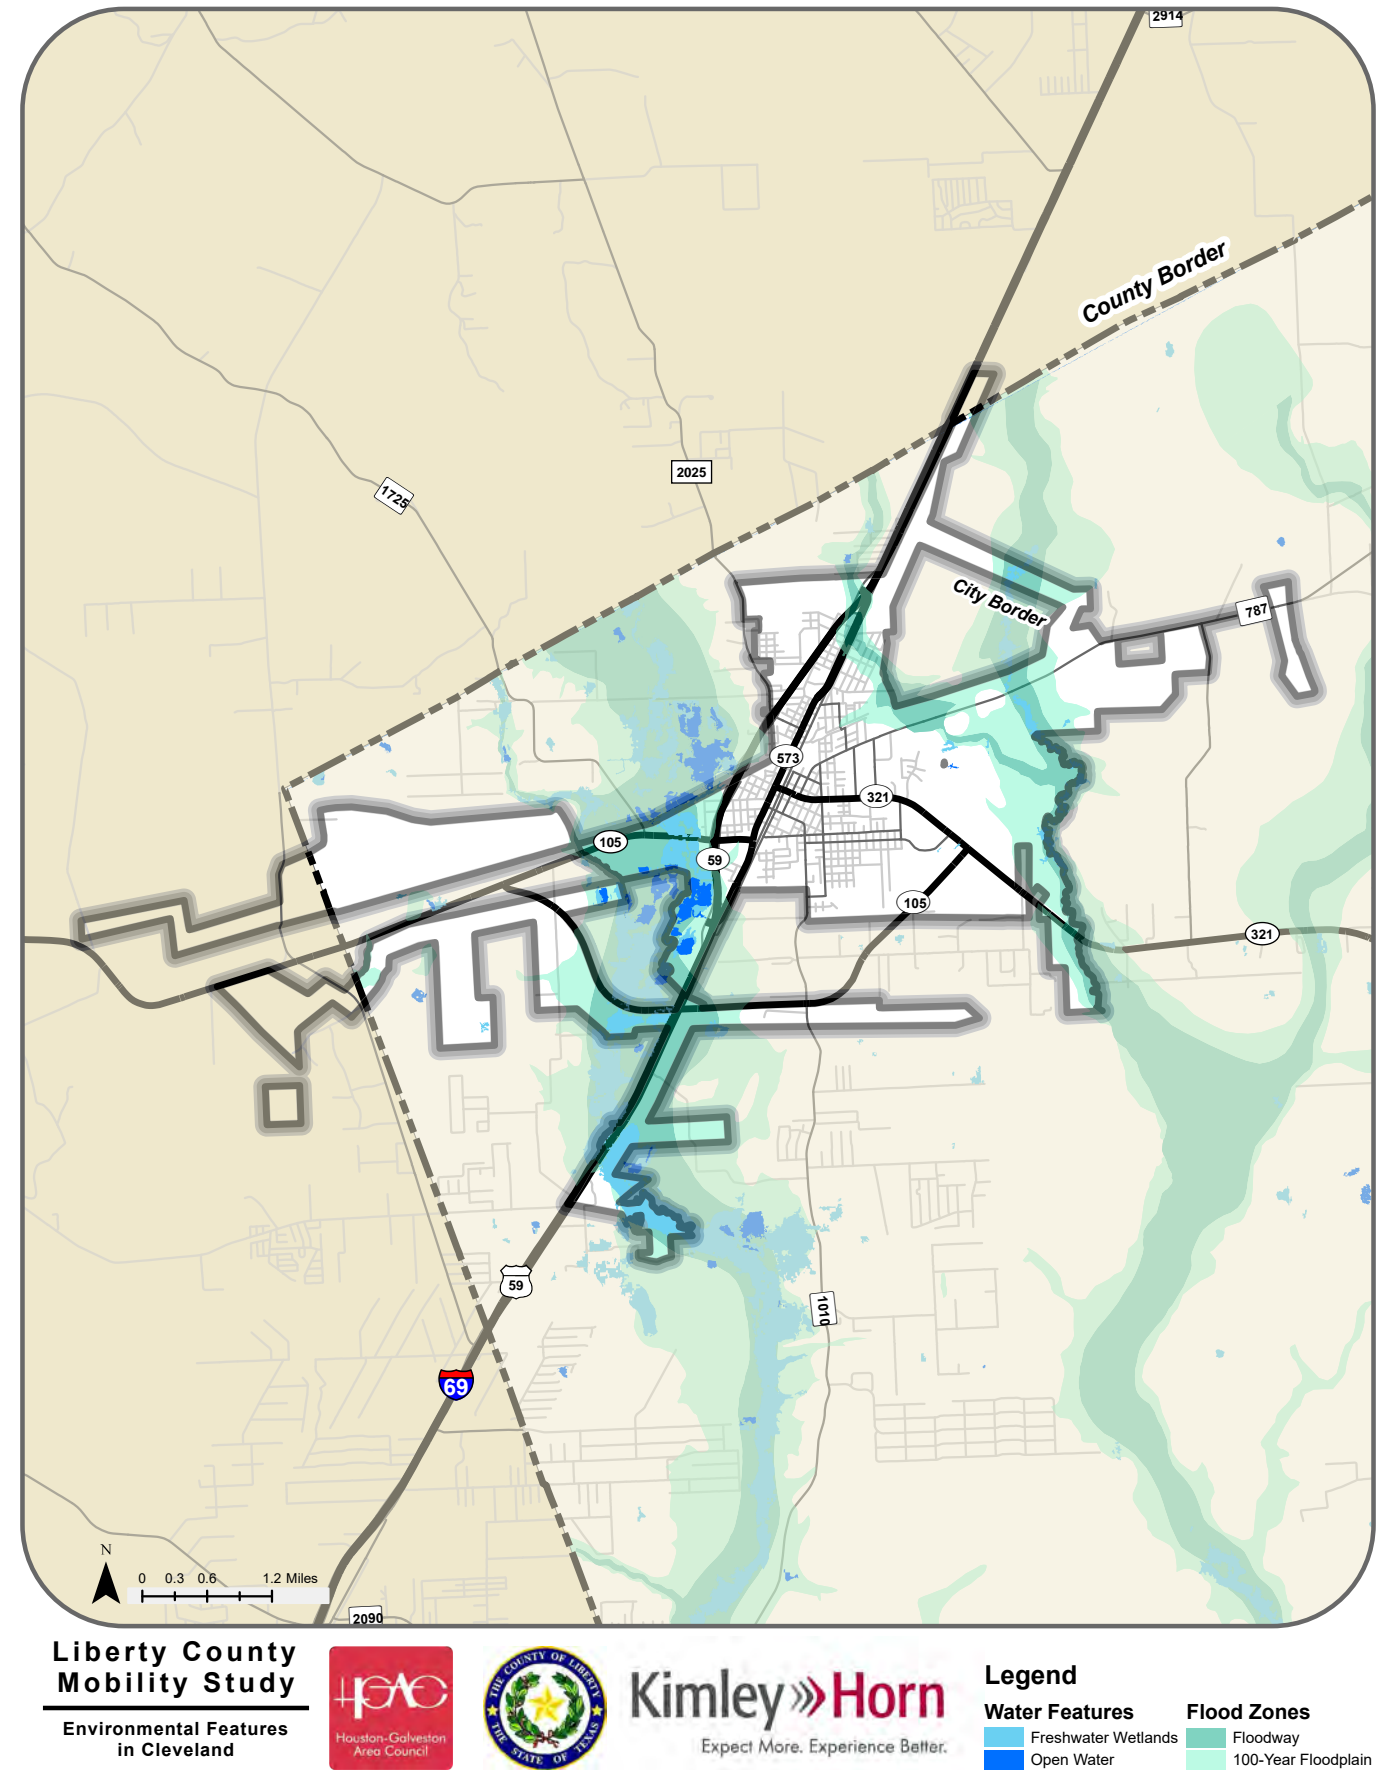 2914
County Border
2025
1725
City Border
787
573
321
105
59
105
321
59
1010
69
N
0 0.3 0.6 1.2 Miles
2090
Liberty County
Mobility Study
Environmental Features
in Cleveland
HGAC
Houston-Galveston
Area Council
THE COUNTY OF LIBERTY
THE STATE OF TEXAS
Kimley»Horn
Expect More. Experience Better.
Legend
Water Features
Freshwater Wetlands
Open Water
Flood Zones
Floodway
100-Year Floodplain